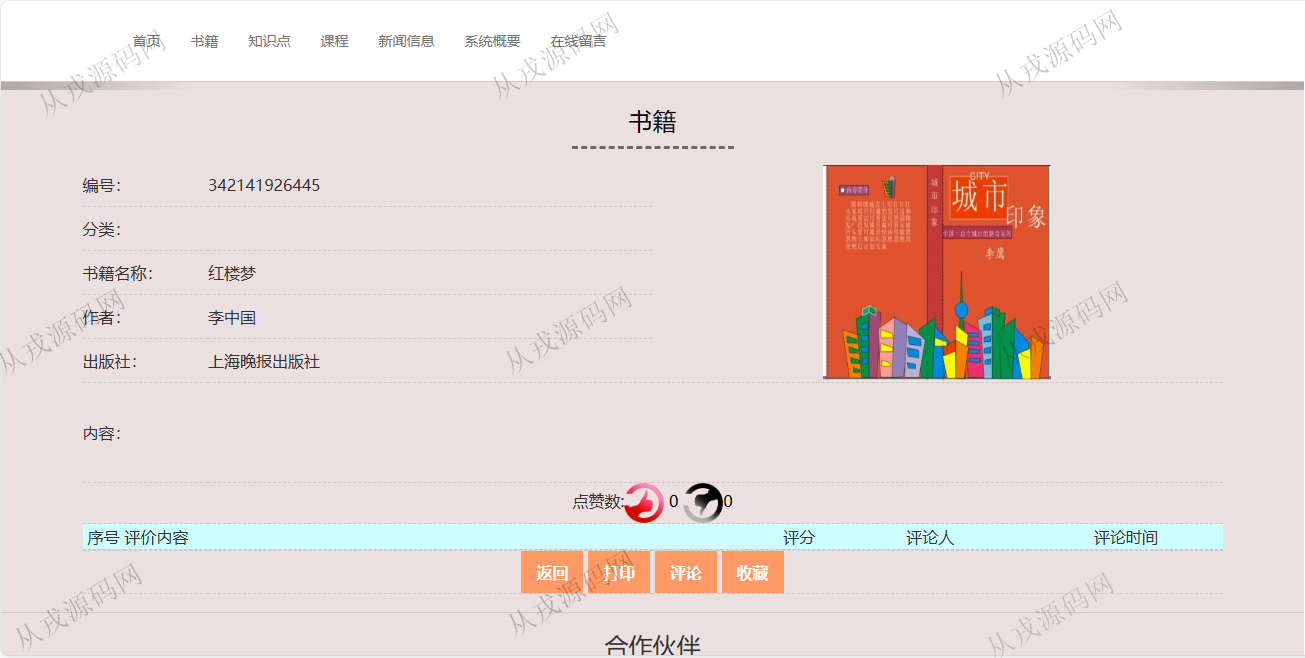 首页 书籍 知识点 课程 新闻信息 系统概要 在线留言
书籍
编号： 342141926445
分类：
书籍名称： 红楼梦
作者： 李中国
出版社： 上海晚报出版社
CITY
城市
印象
李鹰
城市印象
内容：
点赞数: 0 0
序号 评价内容 评分 评论人 评论时间
返回 打印 评论 收藏
合作伙伴
从戎源码网
从戎源码网
从戎源码网
从戎源码网
从戎源码网
从戎源码网
从戎源码网
从戎源码网
从戎源码网